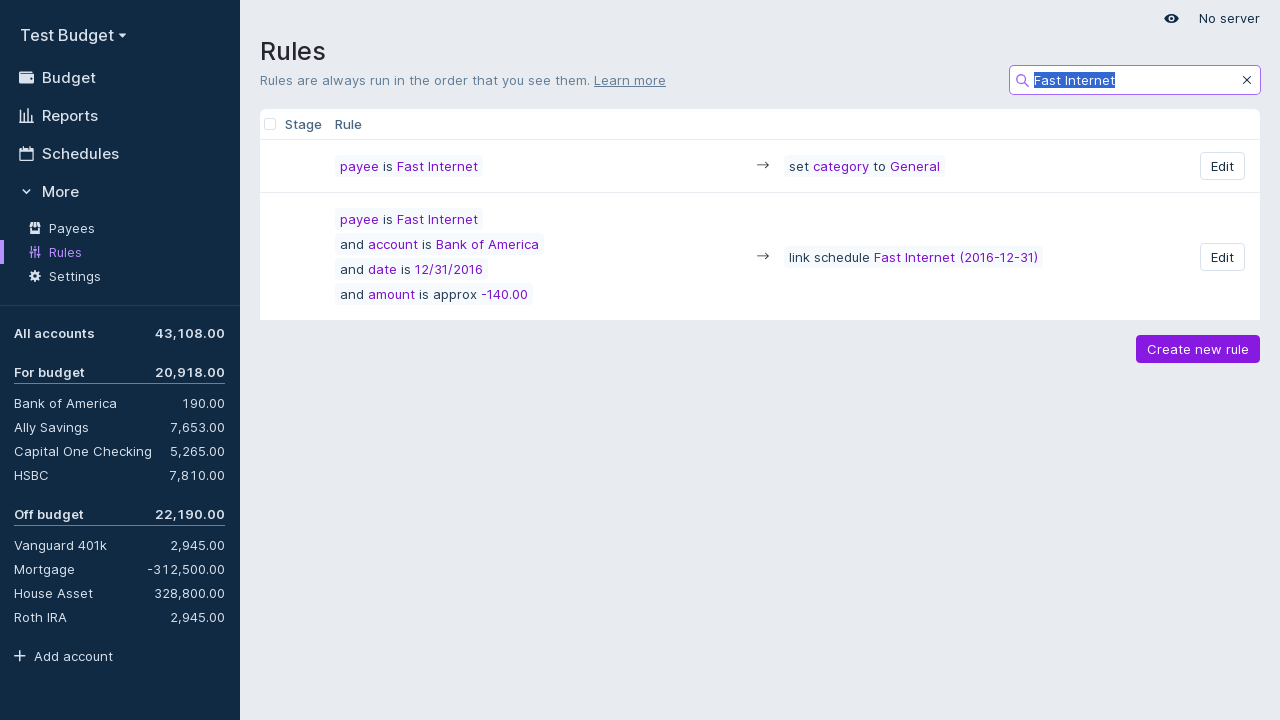 Test Budget
Budget
Reports
Schedules
More
Payees
Rules
Settings
All accounts 43,108.00
For budget 20,918.00
Bank of America 190.00
Ally Savings 7,653.00
Capital One Checking 5,265.00
HSBC 7,810.00
Off budget 22,190.00
Vanguard 401k 2,945.00
Mortgage -312,500.00
House Asset 328,800.00
Roth IRA 2,945.00
Add account
No server
Rules
Rules are always run in the order that you see them. Learn more
Fast Internet
Stage Rule
payee is Fast Internet → set category to General Edit
payee is Fast Internet
and account is Bank of America
and date is 12/31/2016
and amount is approx -140.00
→ link schedule Fast Internet (2016-12-31) Edit
Create new rule